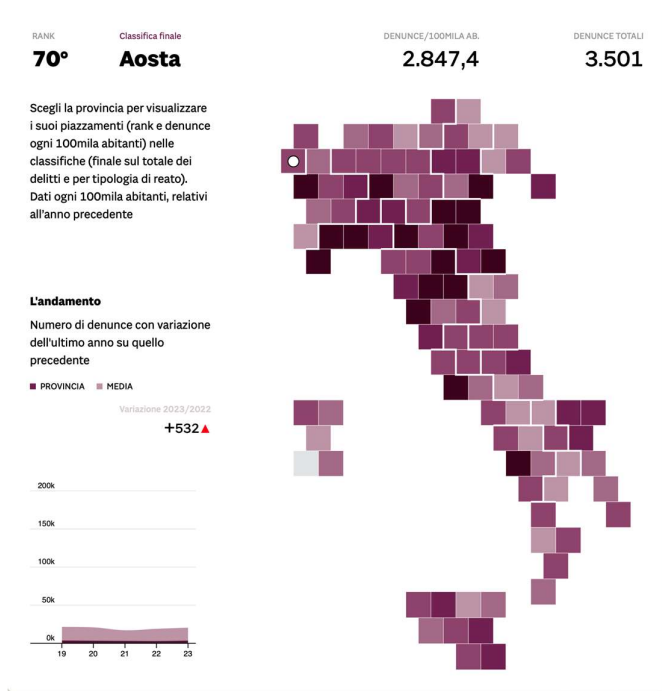 RANK
Classifica finale
DENUNCE/100MILA AB.
DENUNCE TOTALI
70°
Aosta
2.847,4
3.501
Scegli la provincia per visualizzare
i suoi piazzamenti (rank e denunce
ogni 100mila abitanti) nelle
classifiche (finale sul totale dei
delitti e per tipologia di reato).
Dati ogni 100mila abitanti, relativi
all'anno precedente
L'andamento
Numero di denunce con variazione
dell'ultimo anno su quello
precedente
PROVINCIA MEDIA
Variazione 2023/2022
+532
200k
150k
100k
50k
0k
19 20 21 22 23